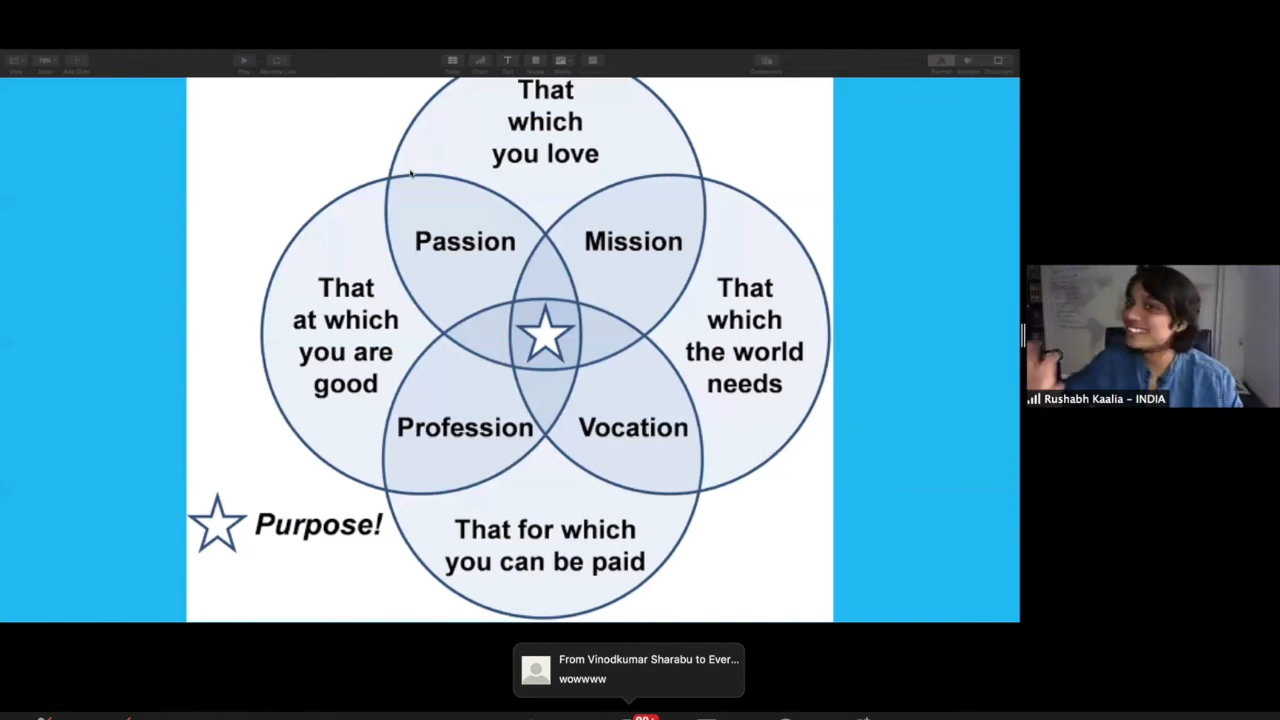 That
which
you love
Passion
Mission
That
at which
you are
good
That
which
the world
needs
Profession
Vocation
Purpose!
That for which
you can be paid
Rushabh Kaalia – INDIA
From Vinodkumar Sharabu to Ever...
wowwww